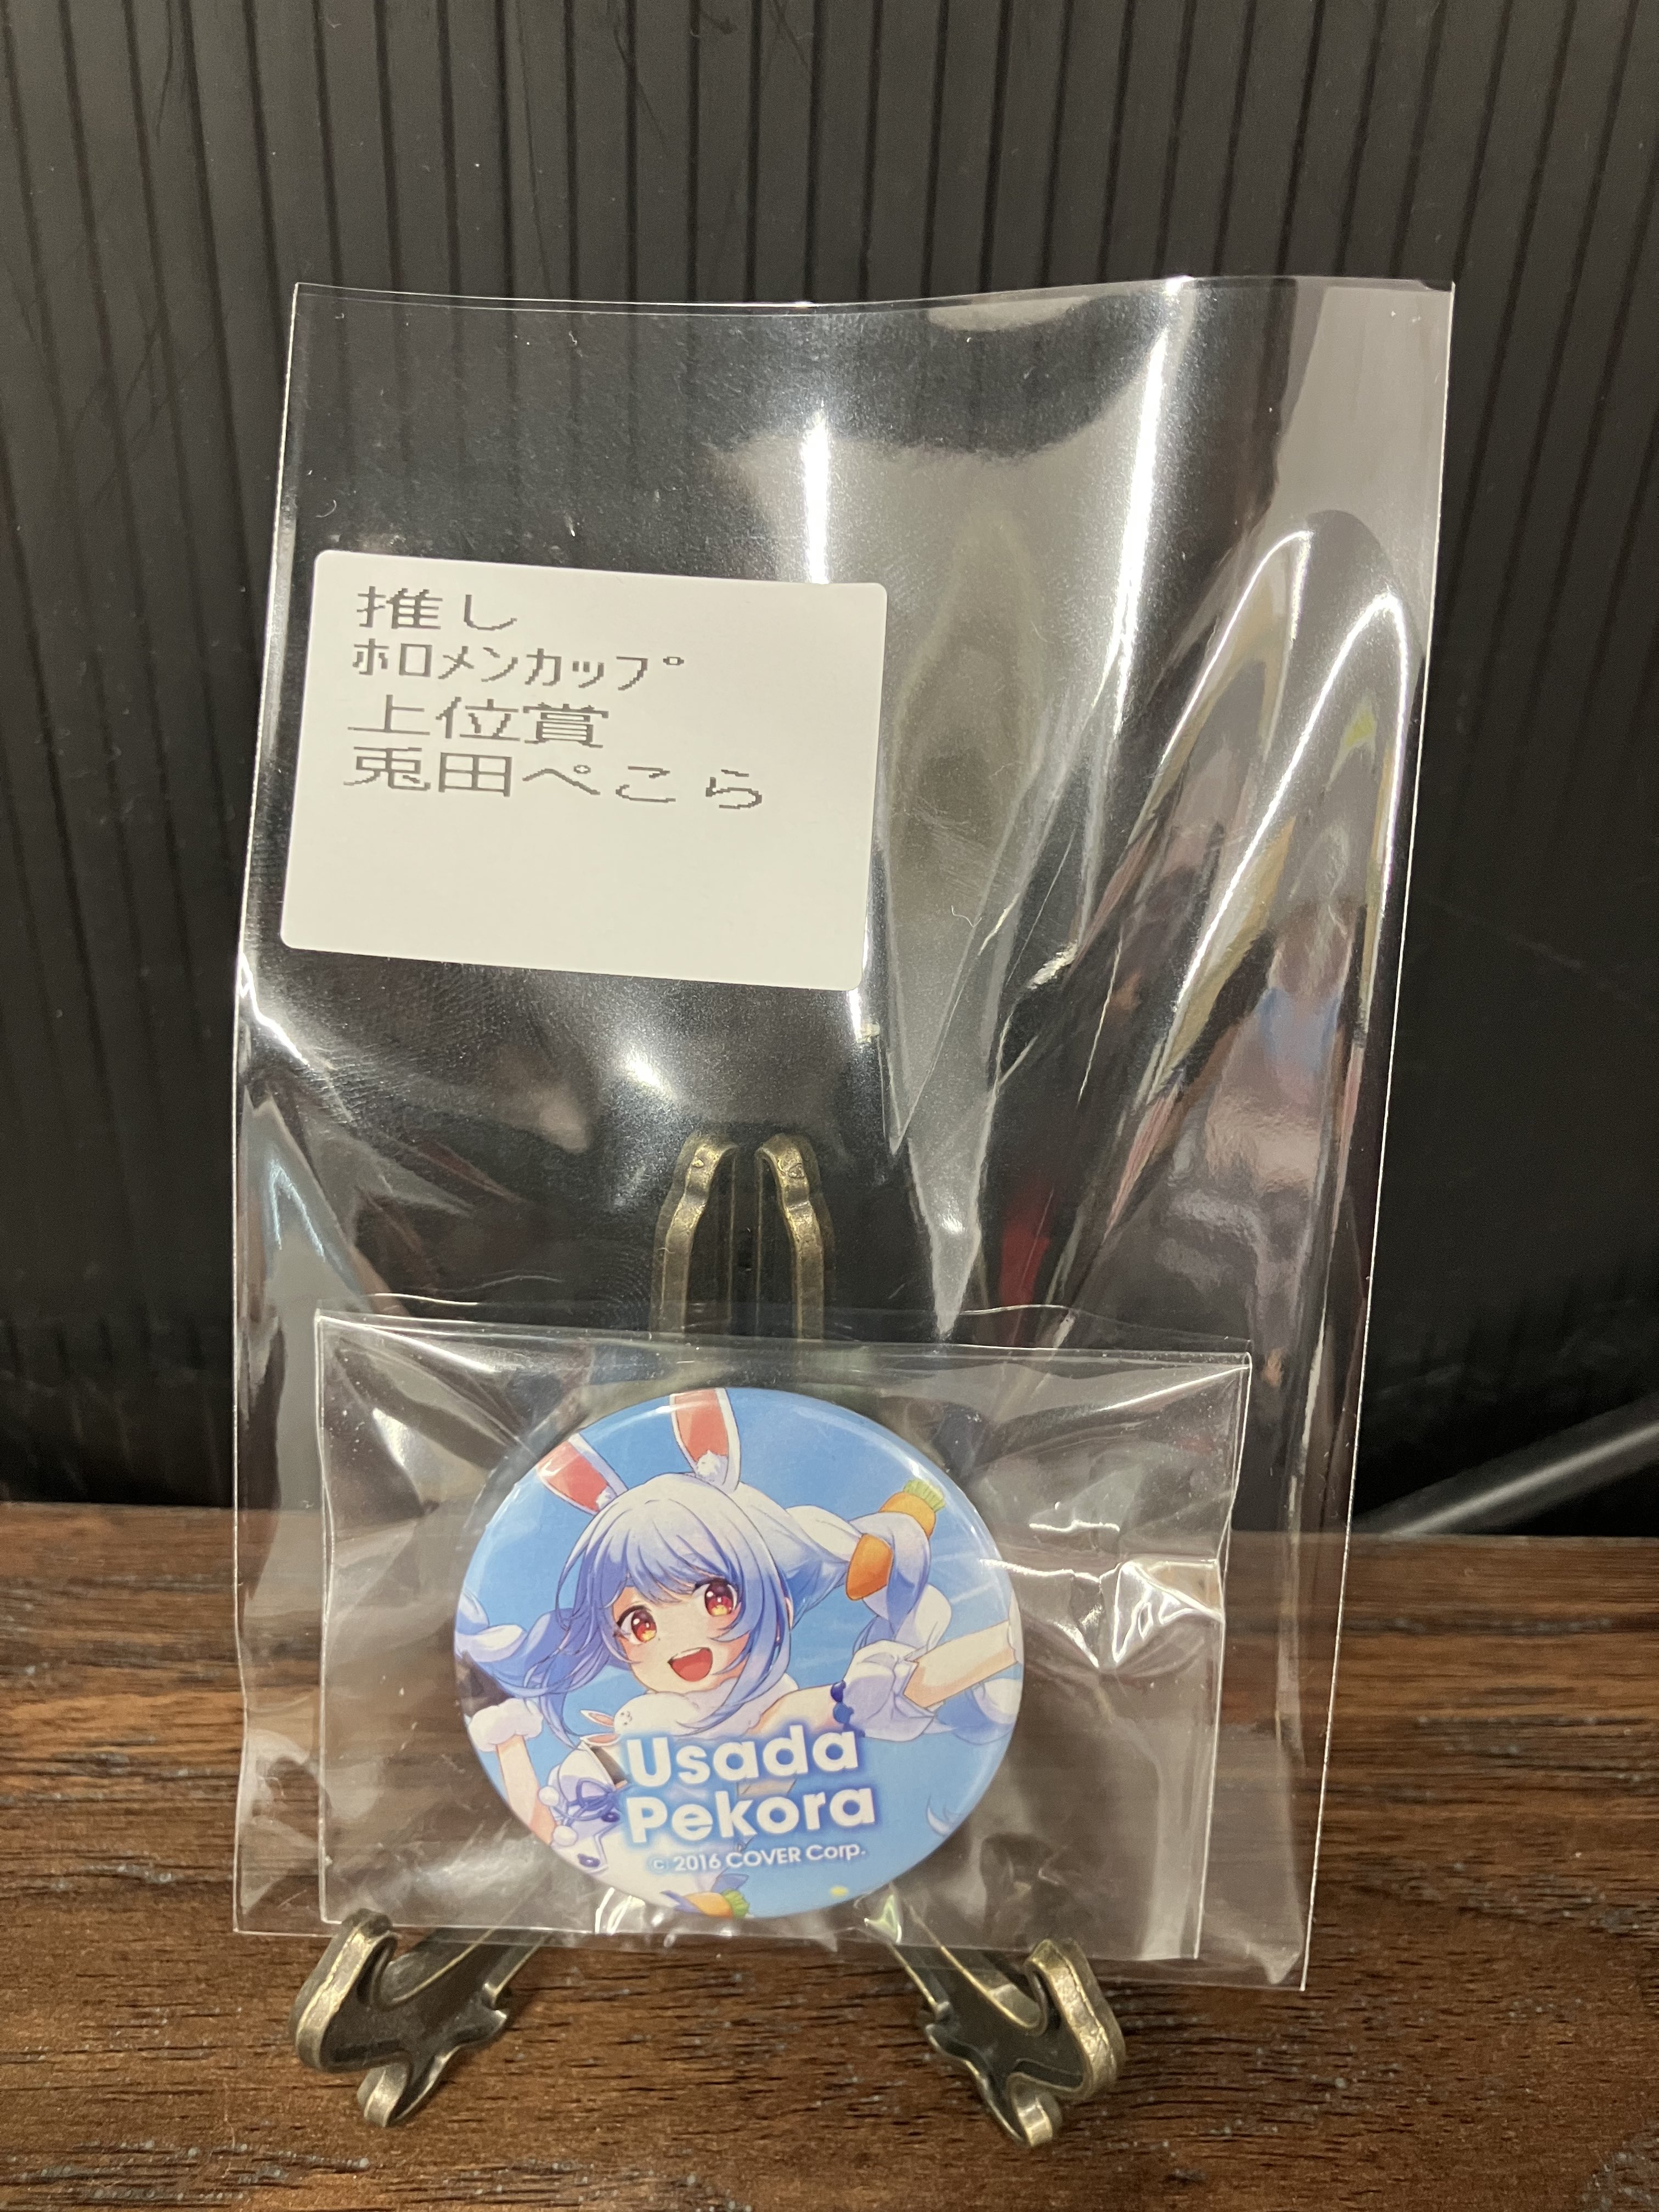 推し
ﾎﾛﾒﾝｶｯﾌﾟ
上位賞
兎田ぺこら
Usada
Pekora
© 2016 COVER Corp.